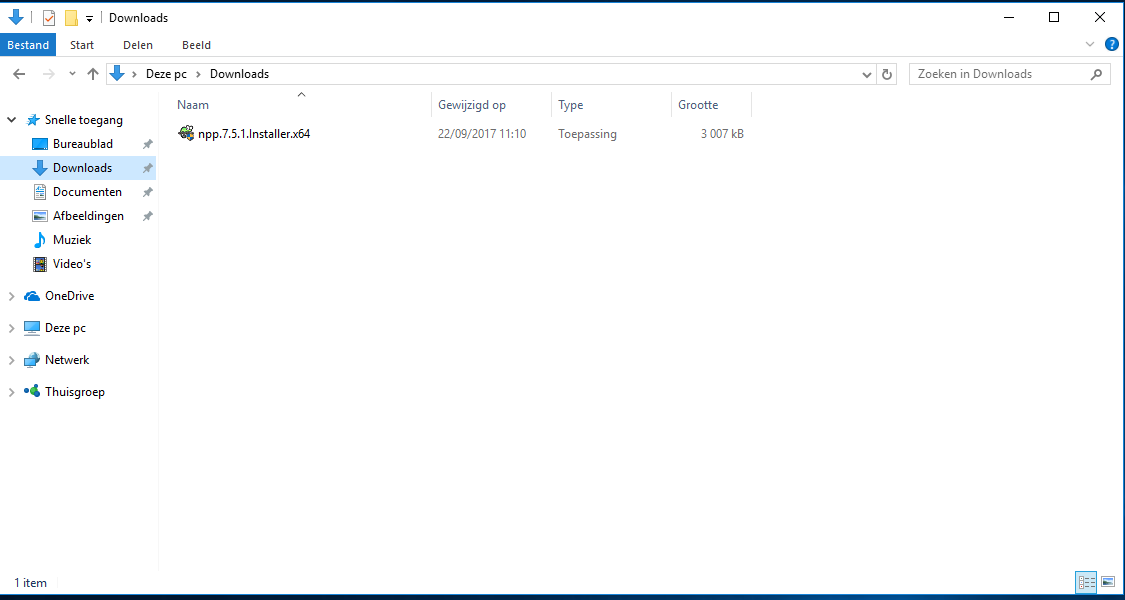 Downloads
Bestand Start Delen Beeld
Deze pc Downloads
Zoeken in Downloads
Naam Gewijzigd op Type Grootte
npp.7.5.1.Installer.x64 22/09/2017 11:10 Toepassing 3 007 kB
Snelle toegang
Bureaublad
Downloads
Documenten
Afbeeldingen
Muziek
Video's
OneDrive
Deze pc
Netwerk
Thuisgroep
1 item